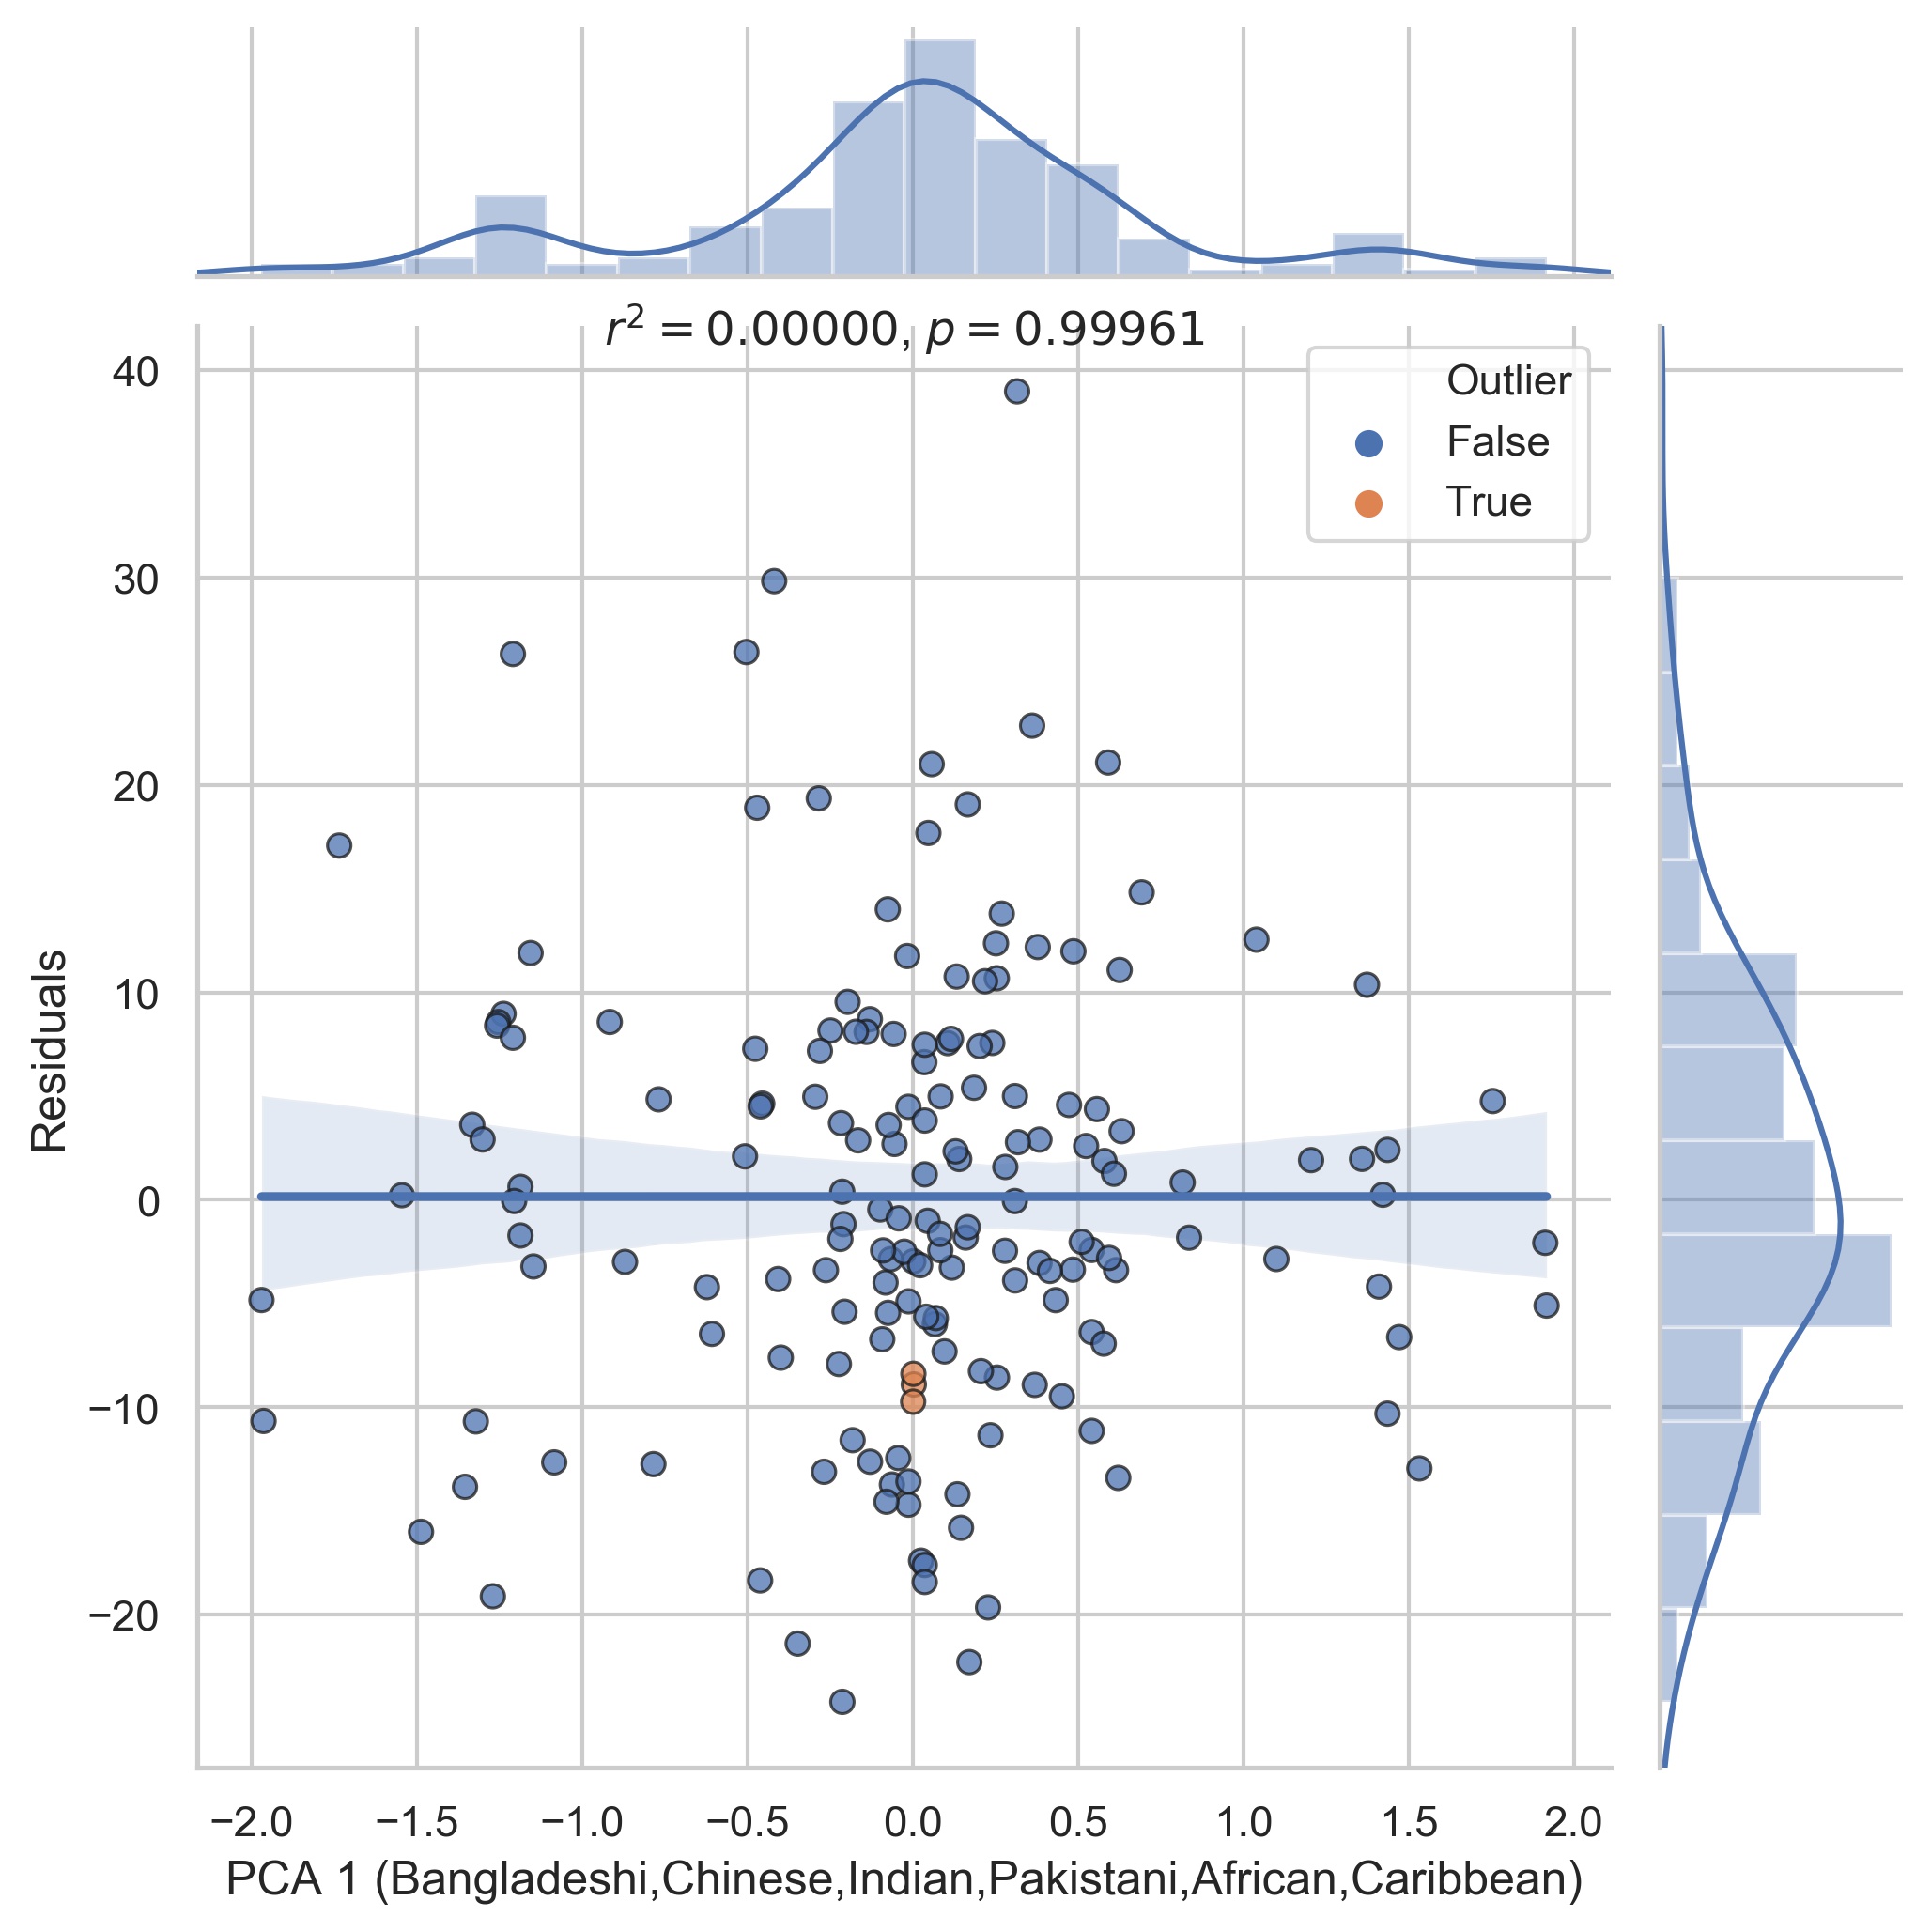 r² = 0.00000, p = 0.99961
Outlier
False
True
40
30
20
10
0
−10
−20
Residuals
−2.0 −1.5 −1.0 −0.5 0.0 0.5 1.0 1.5 2.0
PCA 1 (Bangladeshi,Chinese,Indian,Pakistani,African,Caribbean)